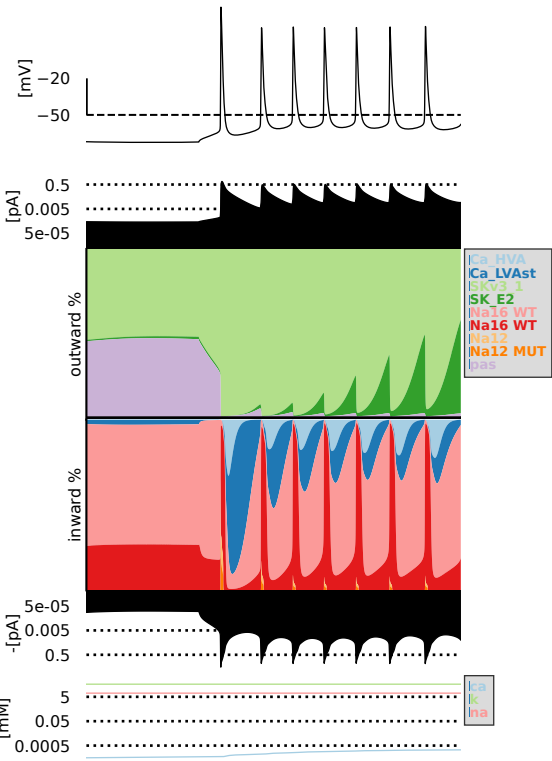 [mV]
−20
−50
[pA]
0.5
0.005
5e-05
outward %
Ca_HVA
Ca_LVAst
SKv3_1
SK_E2
Na16 WT
Na16 WT
Na12
Na12 MUT
pas
inward %
5e-05
0.005
0.5
-[pA]
ca
k
na
5
0.05
0.0005
[mM]